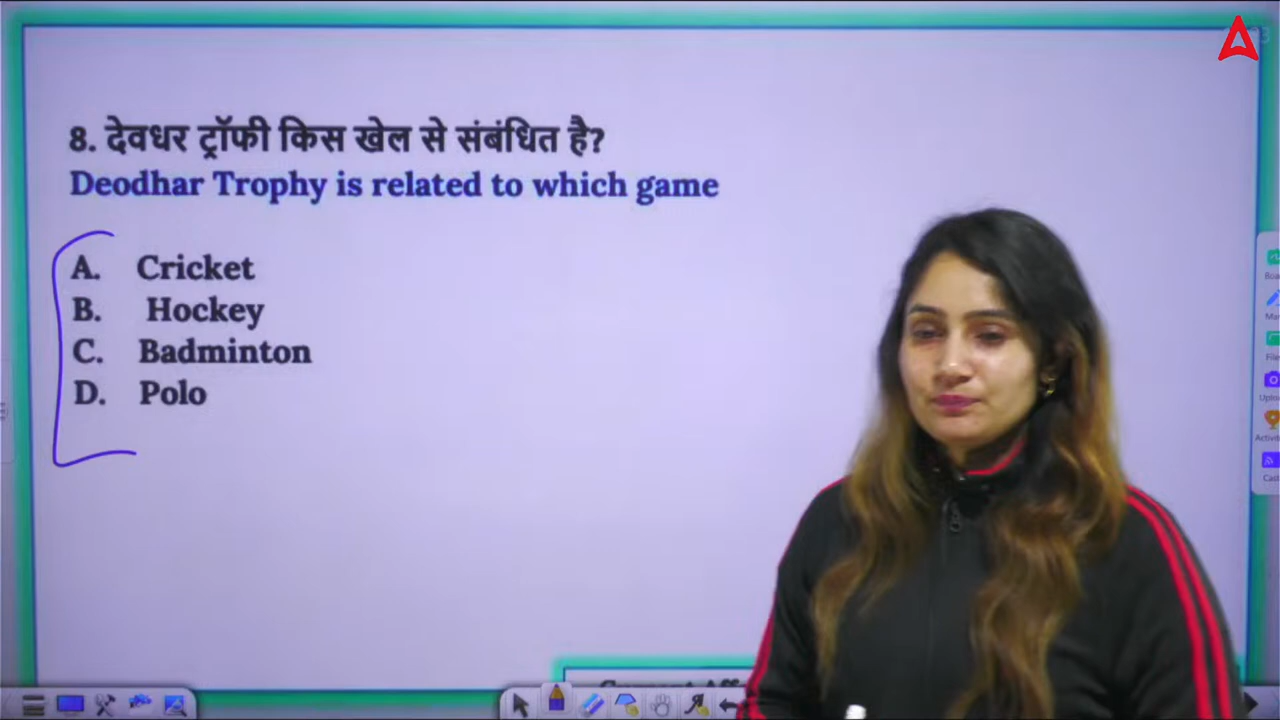 8. देवधर ट्रॉफी किस खेल से संबंधित है?
Deodhar Trophy is related to which game
A. Cricket
B. Hockey
C. Badminton
D. Polo